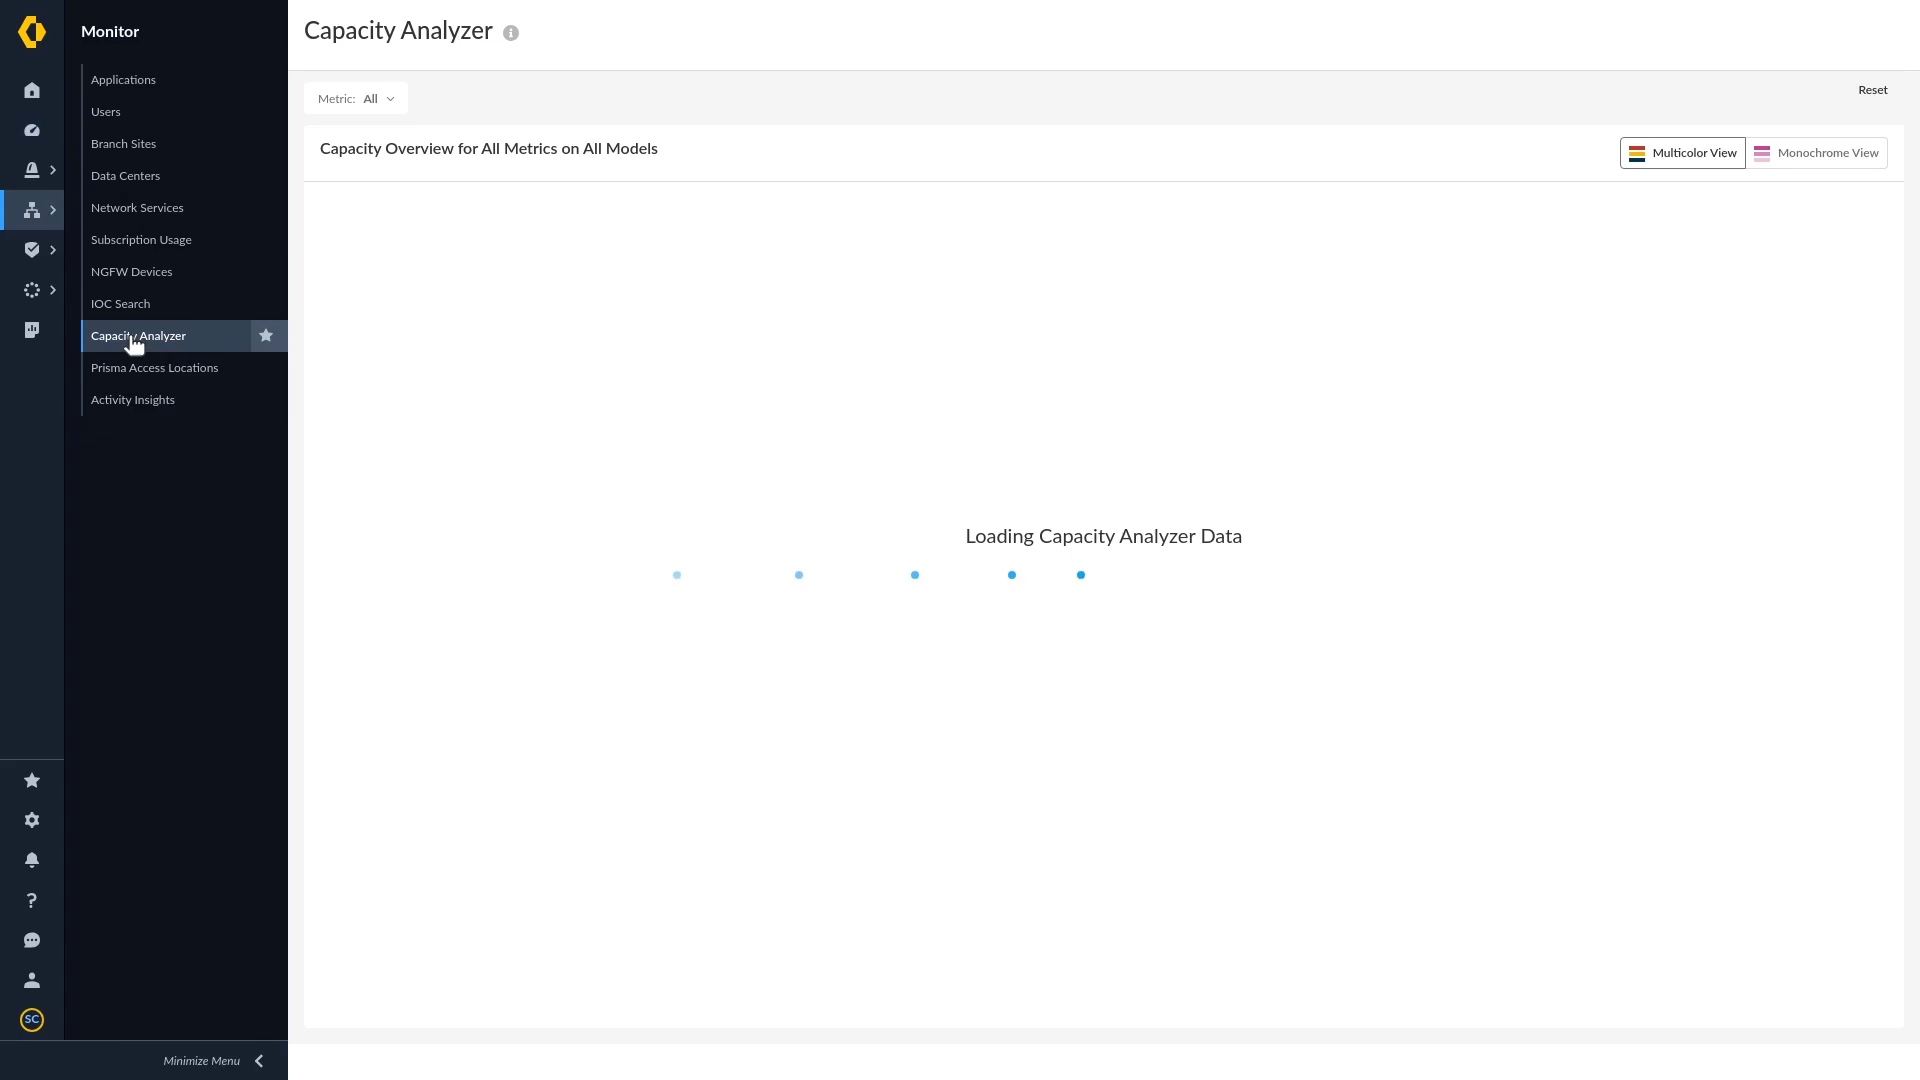 Monitor
Applications
Users
Branch Sites
Data Centers
Network Services
Subscription Usage
NGFW Devices
IOC Search
Capacity Analyzer
Prisma Access Locations
Activity Insights
SC
Minimize Menu
Capacity Analyzer
Metric: All
Reset
Capacity Overview for All Metrics on All Models
Multicolor View
Monochrome View
Loading Capacity Analyzer Data